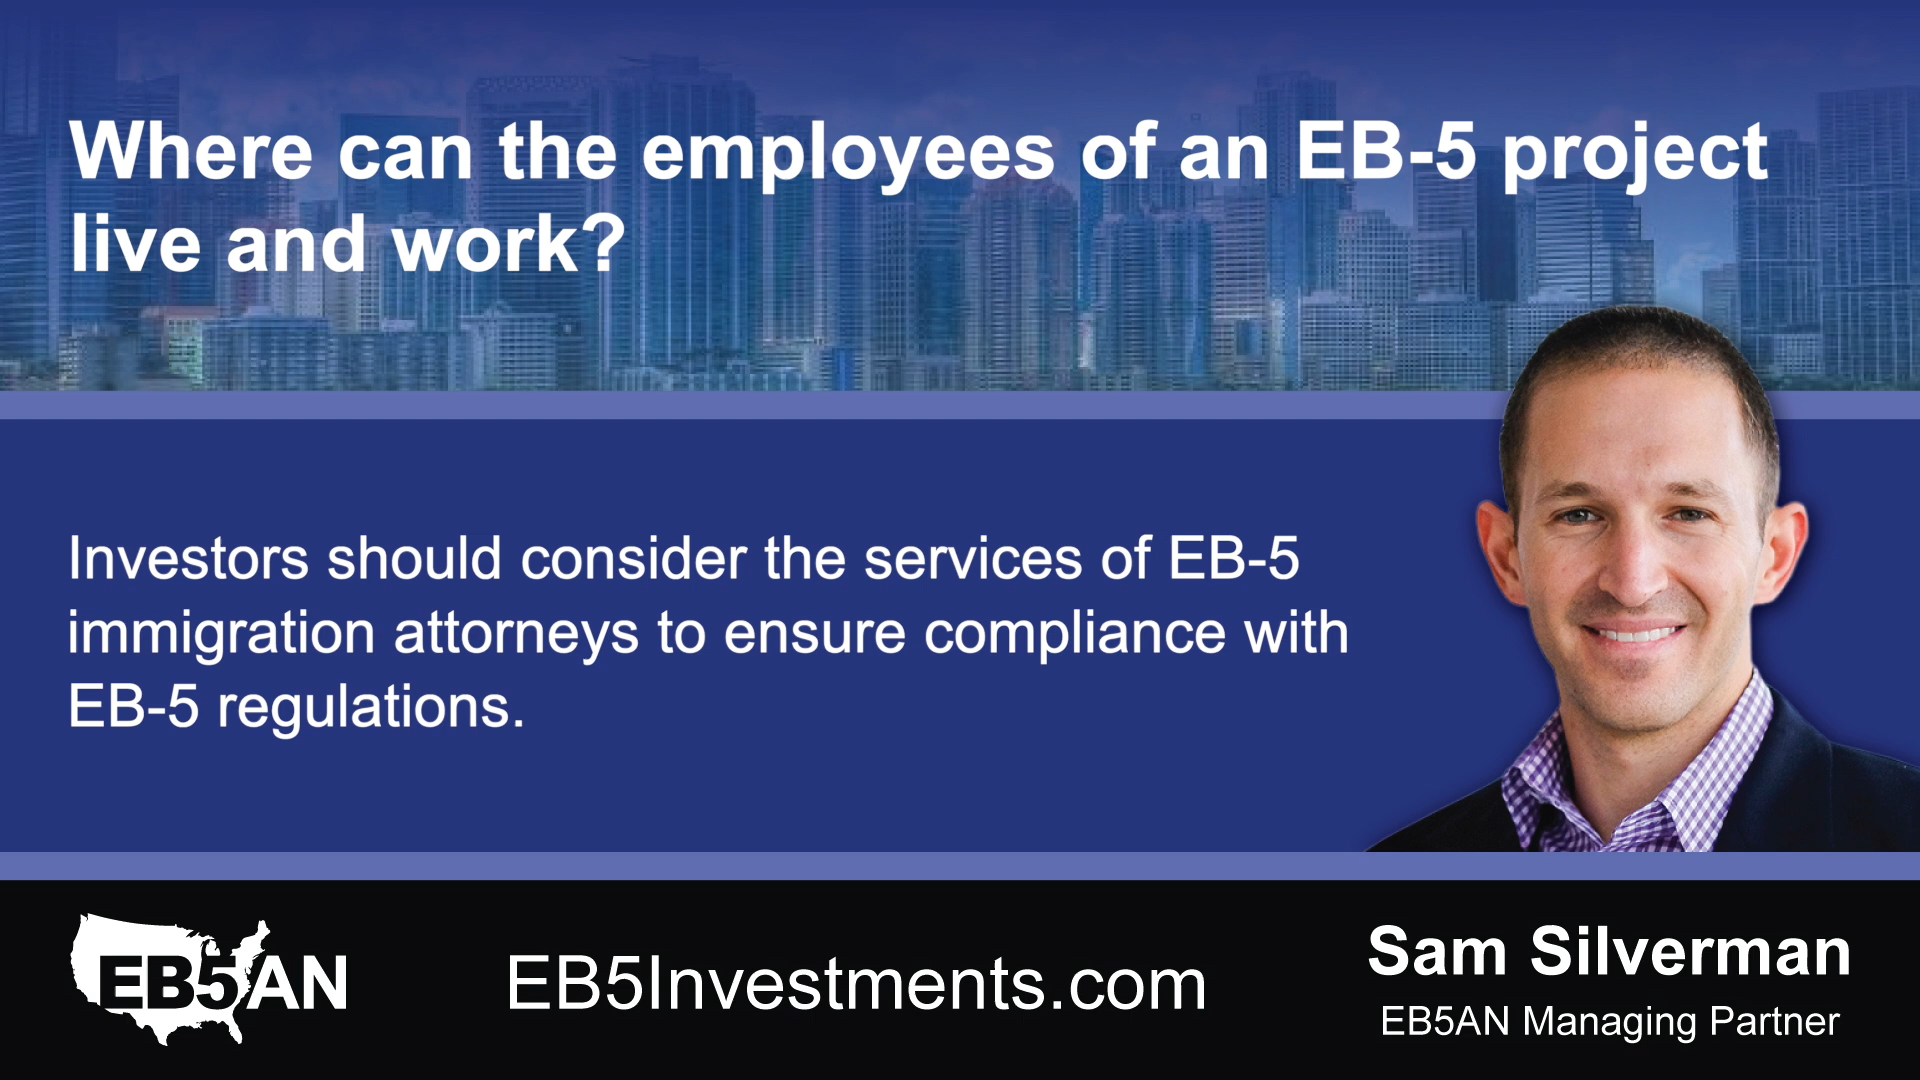 Where can the employees of an EB-5 project
live and work?
Investors should consider the services of EB-5
immigration attorneys to ensure compliance with
EB-5 regulations.
EB5AN
EB5Investments.com
Sam Silverman
EB5AN Managing Partner